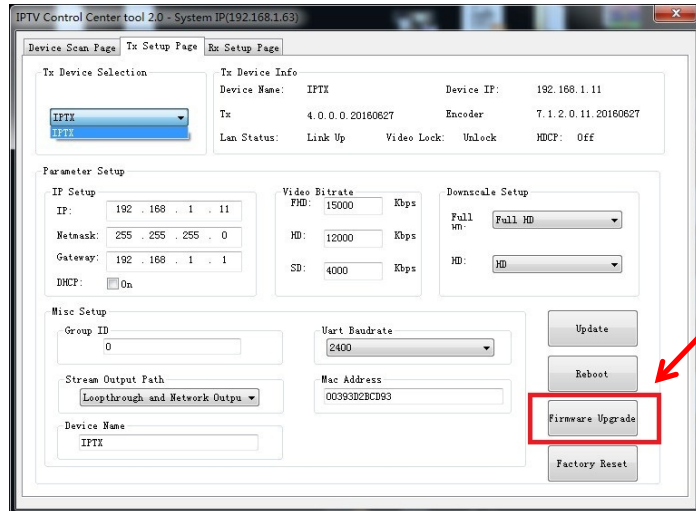 IPTV Control Center tool 2.0 - System IP(192.168.1.63)
Device Scan Page Tx Setup Page Rx Setup Page
Tx Device Selection
IPTX
IPTX
Tx Device Info
Device Name: IPTX Device IP: 192.168.1.11
Tx 4.0.0.0.20160627 Encoder 7.1.2.0.11.20160627
Lan Status: Link Up Video Lock: Unlock HDCP: Off
Parameter Setup
IP Setup
IP: 192 . 168 . 1 . 11
Netmask: 255 . 255 . 255 . 0
Gateway: 192 . 168 . 1 . 1
DHCP: On
Video Bitrate
FHD: 15000 Kbps
HD: 12000 Kbps
SD: 4000 Kbps
Downscale Setup
Full Full HD
HD: HD
Misc Setup
Group ID
0
Stream Output Path
Loopthrough and Network Outpu
Device Name
IPTX
Uart Baudrate
2400
Mac Address
00393D2BCD93
Update
Reboot
Firmware Upgrade
Factory Reset